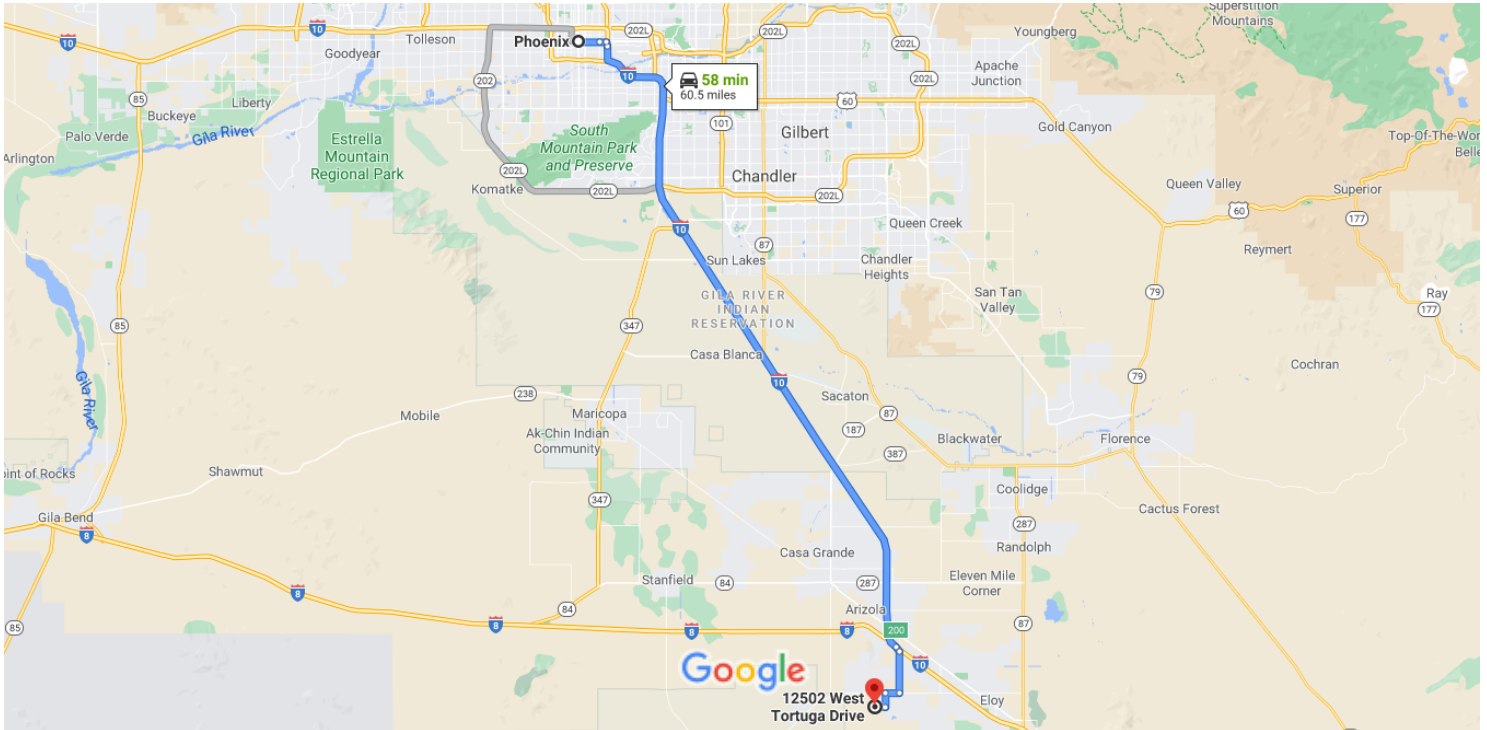 Superstition
Mountains
10
10
Tolleson
Phoenix
202L
202L
Youngberg
Goodyear
202L
58 min
60.5 miles
10
202
202L
Apache
Junction
85
Liberty
Buckeye
60
Palo Verde
Gila River
Estrella
Mountain
Regional Park
South
Mountain Park
and Preserve
101
Gilbert
Gold Canyon
Top-Of-The-Wor
Belle
Arlington
202L
Komatke
202L
Chandler
202L
Queen Valley
Superior
60
177
10
Queen Creek
87
Sun Lakes
Chandler
Heights
Reymert
GILA RIVER
INDIAN
RESERVATION
San Tan
Valley
79
Ray
177
85
347
Casa Blanca
Cochran
Gila River
10
79
238
Mobile
Maricopa
Sacaton
87
Ak-Chin Indian
Community
187
Blackwater
Florence
387
oint of Rocks
Shawmut
Coolidge
347
Gila Bend
8
Cactus Forest
287
Casa Grande
Randolph
Stanfield
84
287
Eleven Mile
Corner
8
84
Arizola
85
8
8
8
200
87
10
Google
12502 West
Tortuga Drive
Eloy